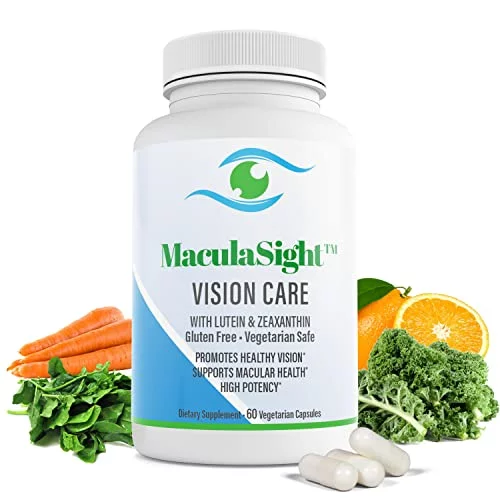 MaculaSight™
VISION CARE
WITH LUTEIN & ZEAXANTHIN
Gluten Free • Vegetarian Safe
PROMOTES HEALTHY VISION*
SUPPORTS MACULAR HEALTH*
HIGH POTENCY*
Dietary Supplement • 60 Vegetarian Capsules